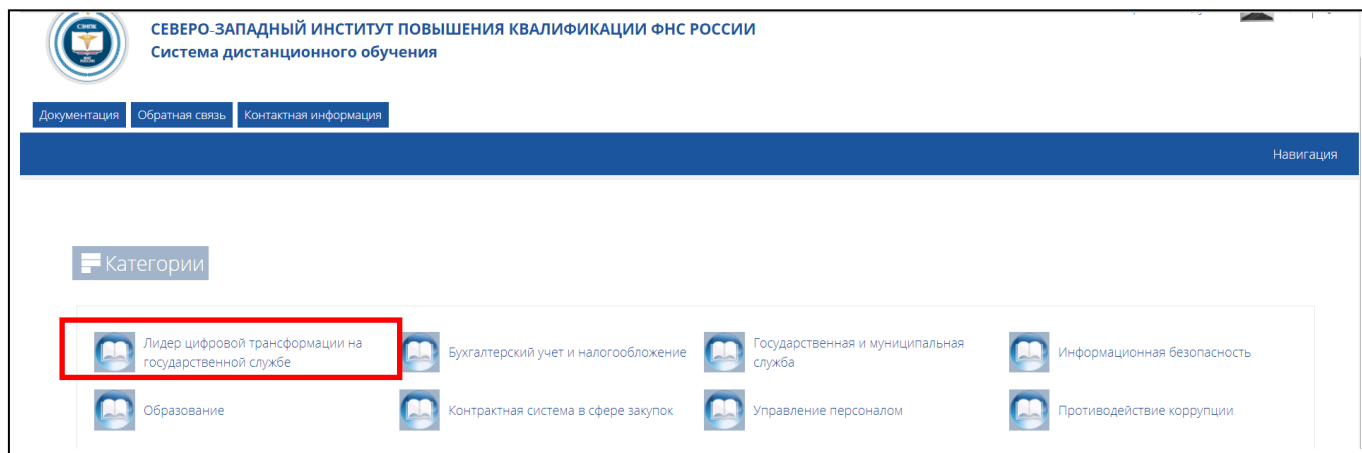 СЗИПК
СЕВЕРО-ЗАПАДНЫЙ ИНСТИТУТ ПОВЫШЕНИЯ КВАЛИФИКАЦИИ ФНС РОССИИ
Система дистанционного обучения
Документация Обратная связь Контактная информация
Навигация
Категории
Лидер цифровой трансформации на
государственной службе
Бухгалтерский учет и налогообложение
Государственная и муниципальная
служба
Информационная безопасность
Образование
Контрактная система в сфере закупок
Управление персоналом
Противодействие коррупции